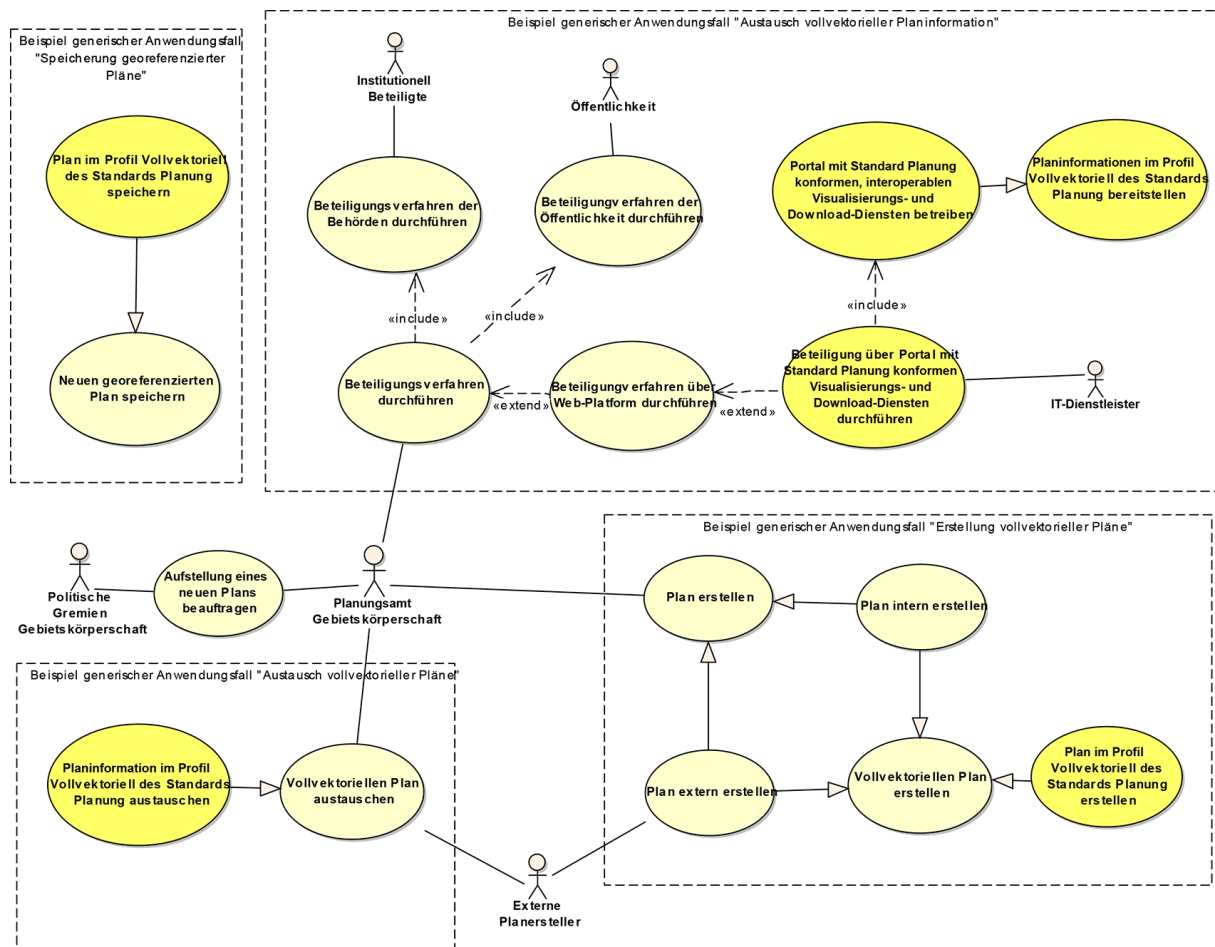 Beispiel generischer Anwendungsfall "Austausch vollvektorieller Planinformation"
Beispiel generischer Anwendungsfall
"Speicherung georeferenzierter
Pläne"
Institutionell
Beteiligte
Öffentlichkeit
Plan im Profil Vollvektoriell
des Standards Planung
speichern
Beteiligungsverfahren der
Behörden durchführen
Beteiligungverfahren der
Öffentlichkeit durchführen
Portal mit Standard Planung
konformen, interoperablen
Visualisierungs- und
Download-Diensten betreiben
Planinformationen im Profil
Vollvektoriell des Standards
Planung bereitstellen
«include»
«include»
«include»
Neuen georeferenzierten
Plan speichern
Beteiligungsverfahren
durchführen
«extend»
Beteiligungverfahren über
Web-Platform durchführen
«extend»
Beteiligung über Portal mit
Standard Planung konformen
Visualisierungs- und
Download-Diensten
durchführen
IT-Dienstleister
Beispiel generischer Anwendungsfall "Erstellung vollvektorieller Pläne"
Politische
Gremien
Gebietskörperschaft
Aufstellung eines
neuen Plans
beauftragen
Planungsamt
Gebietskörperschaft
Plan erstellen
Plan intern erstellen
Beispiel generischer Anwendungsfall "Austausch vollvektorieller Pläne"
Planinformation im Profil
Vollvektoriell des Standards
Planung austauschen
Vollvektoriellen Plan
austauschen
Plan extern erstellen
Vollvektoriellen Plan
erstellen
Plan im Profil
Vollvektoriell des
Standards Planung
erstellen
Externe
Planersteller